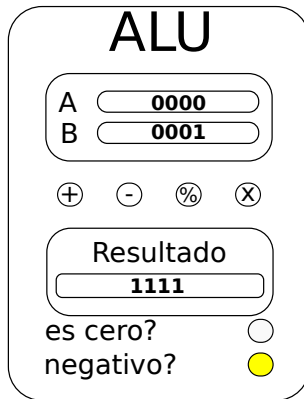 ALU
A 0000
B 0001
+ - % X
Resultado
1111
es cero?
negativo?